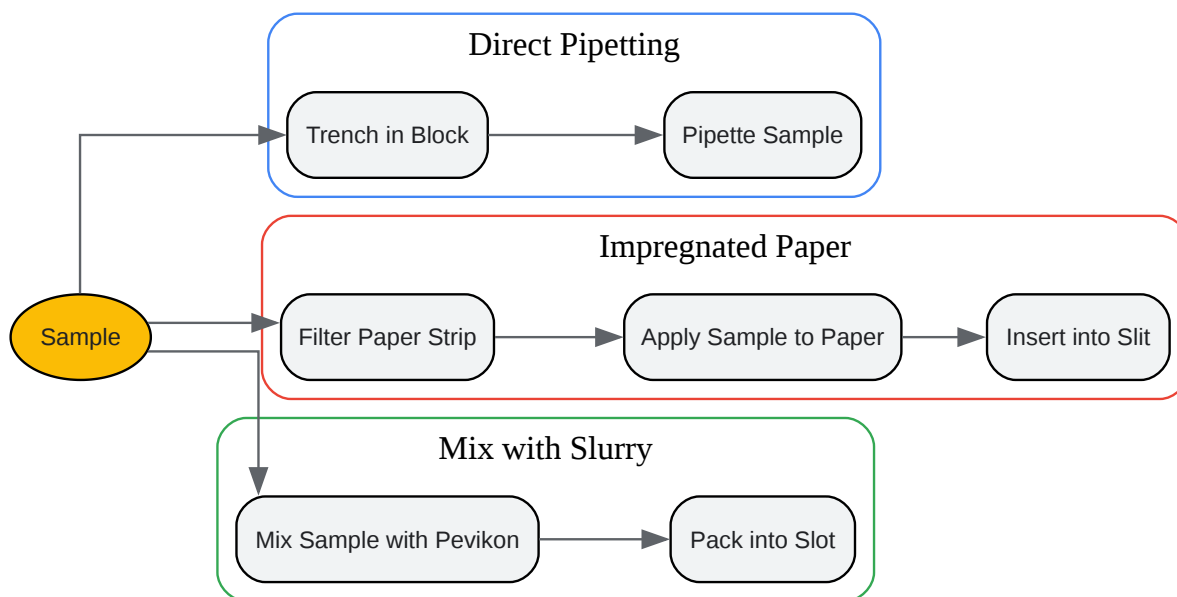 Direct Pipetting
Trench in Block
Pipette Sample
Impregnated Paper
Sample
Filter Paper Strip
Apply Sample to Paper
Insert into Slit
Mix with Slurry
Mix Sample with Pevikon
Pack into Slot